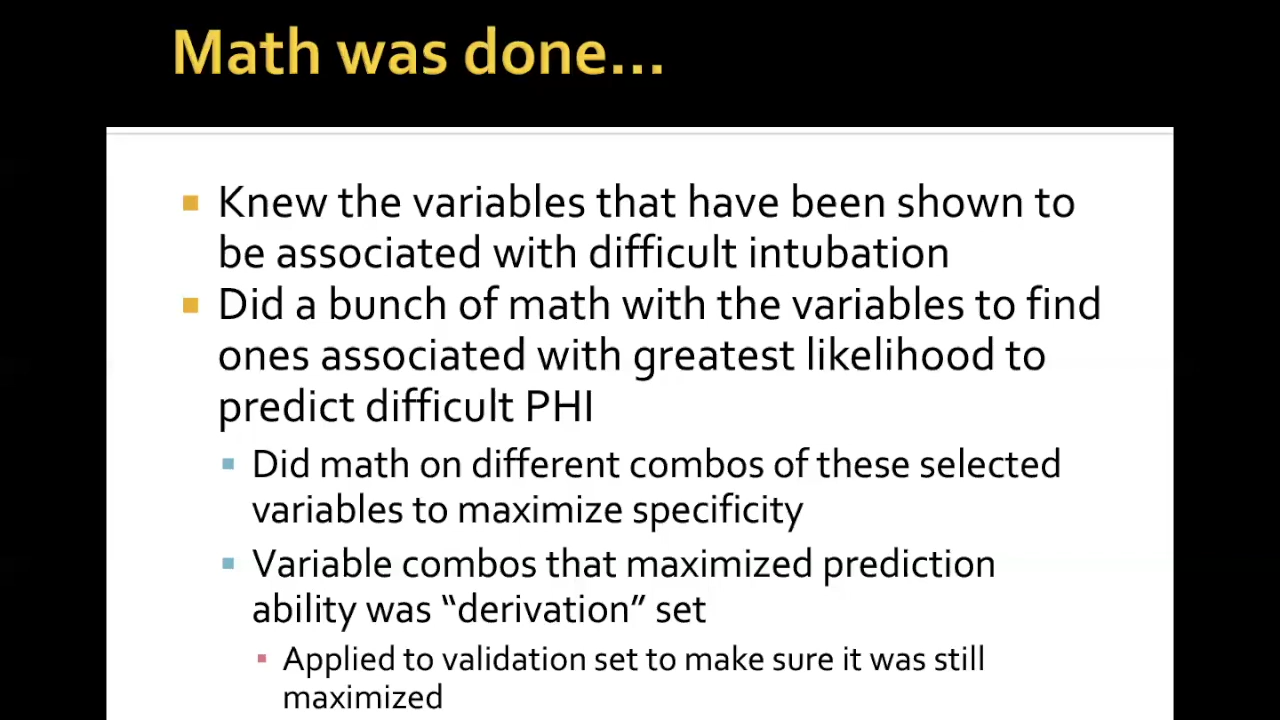 Math was done...
Knew the variables that have been shown to
be associated with difficult intubation
Did a bunch of math with the variables to find
ones associated with greatest likelihood to
predict difficult PHI
Did math on different combos of these selected
variables to maximize specificity
Variable combos that maximized prediction
ability was “derivation” set
Applied to validation set to make sure it was still
maximized